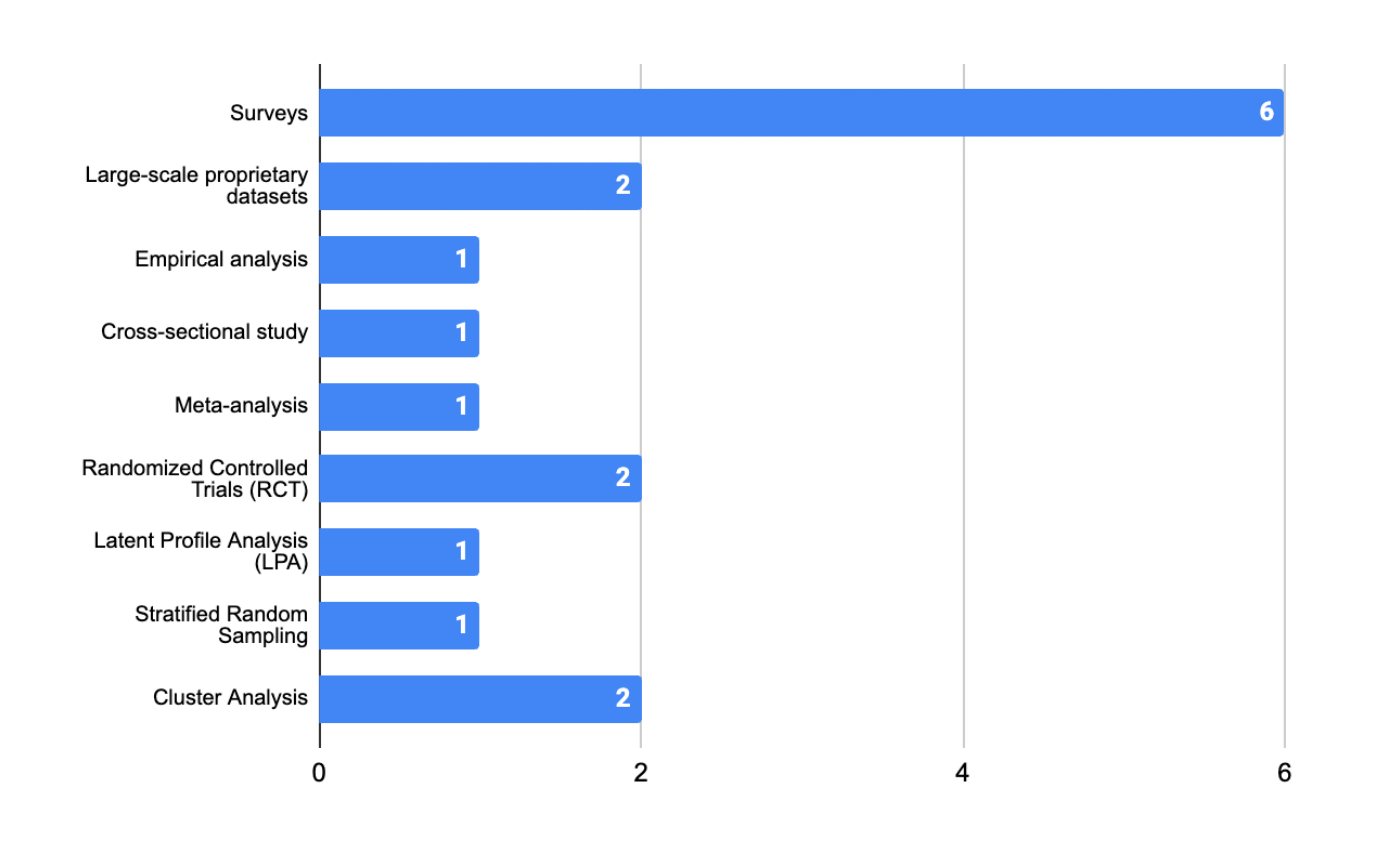 Surveys
6
Large-scale proprietary
datasets
2
Empirical analysis
1
Cross-sectional study
1
Meta-analysis
1
Randomized Controlled
Trials (RCT)
2
Latent Profile Analysis
(LPA)
1
Stratified Random
Sampling
1
Cluster Analysis
2
0 2 4 6